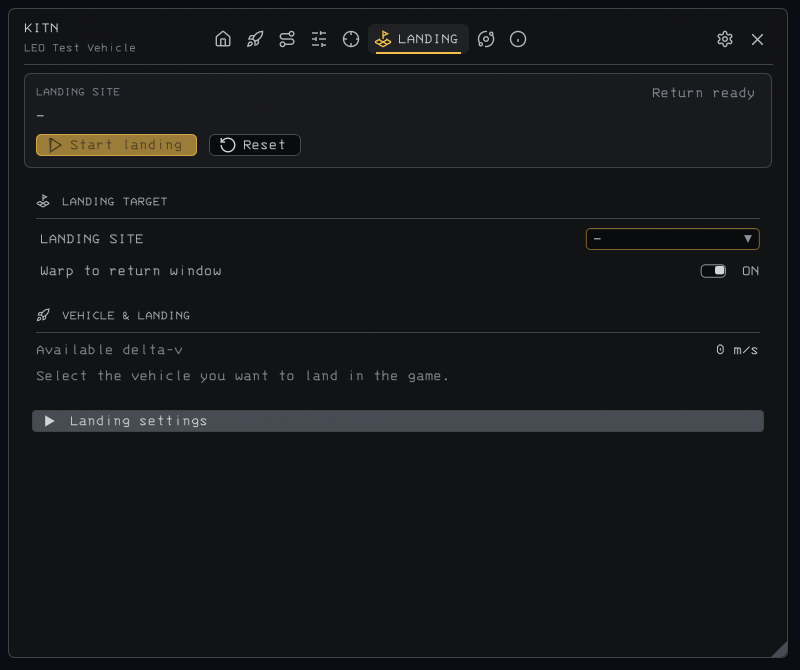 KITN
LEO Test Vehicle
LANDING
LANDING SITE
Return ready
–
Start landing
Reset
LANDING TARGET
LANDING SITE
–
Warp to return window
ON
VEHICLE & LANDING
Available delta-v
0 m/s
Select the vehicle you want to land in the game.
Landing settings